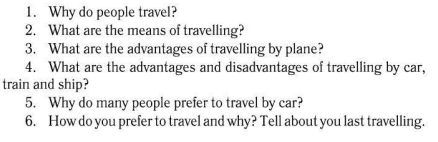 1. Why do people travel?
2. What are the means of travelling?
3. What are the advantages of travelling by plane?
4. What are the advantages and disadvantages of travelling by car,
train and ship?
5. Why do many people prefer to travel by car?
6. How do you prefer to travel and why? Tell about you last travelling.